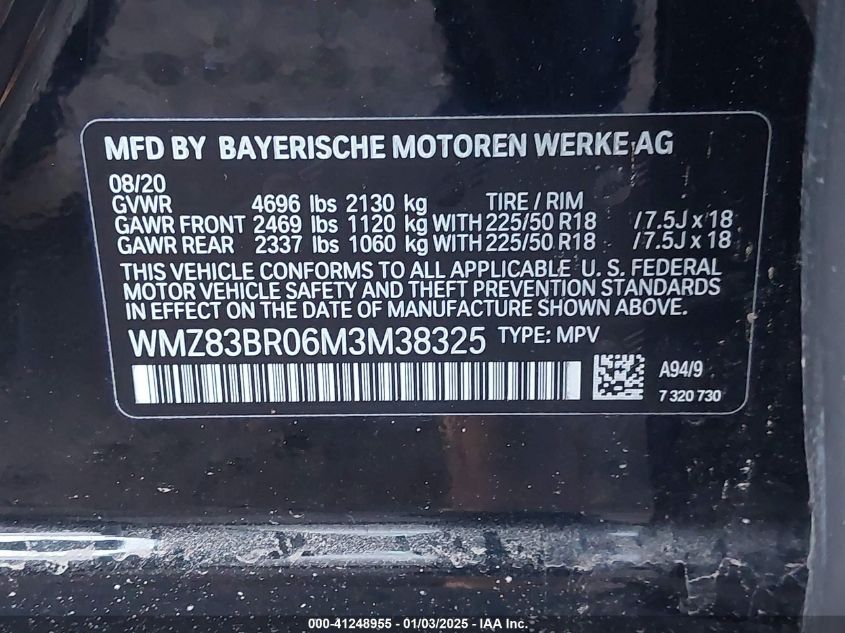 MFD BY BAYERISCHE MOTOREN WERKE AG
08/20
GVWR 4696 lbs 2130 kg TIRE / RIM
GAWR FRONT 2469 lbs 1120 kg WITH 225/50 R18 / 7.5J x 18
GAWR REAR 2337 lbs 1060 kg WITH 225/50 R18 / 7.5J x 18
THIS VEHICLE CONFORMS TO ALL APPLICABLE U. S. FEDERAL
MOTOR VEHICLE SAFETY AND THEFT PREVENTION STANDARDS
IN EFFECT ON THE DATE OF MANUFACTURE SHOWN ABOVE.
WMZ83BR06M3M38325 TYPE: MPV
A94/9
7 320 730
000-41248955 - 01/03/2025 - IAA Inc.